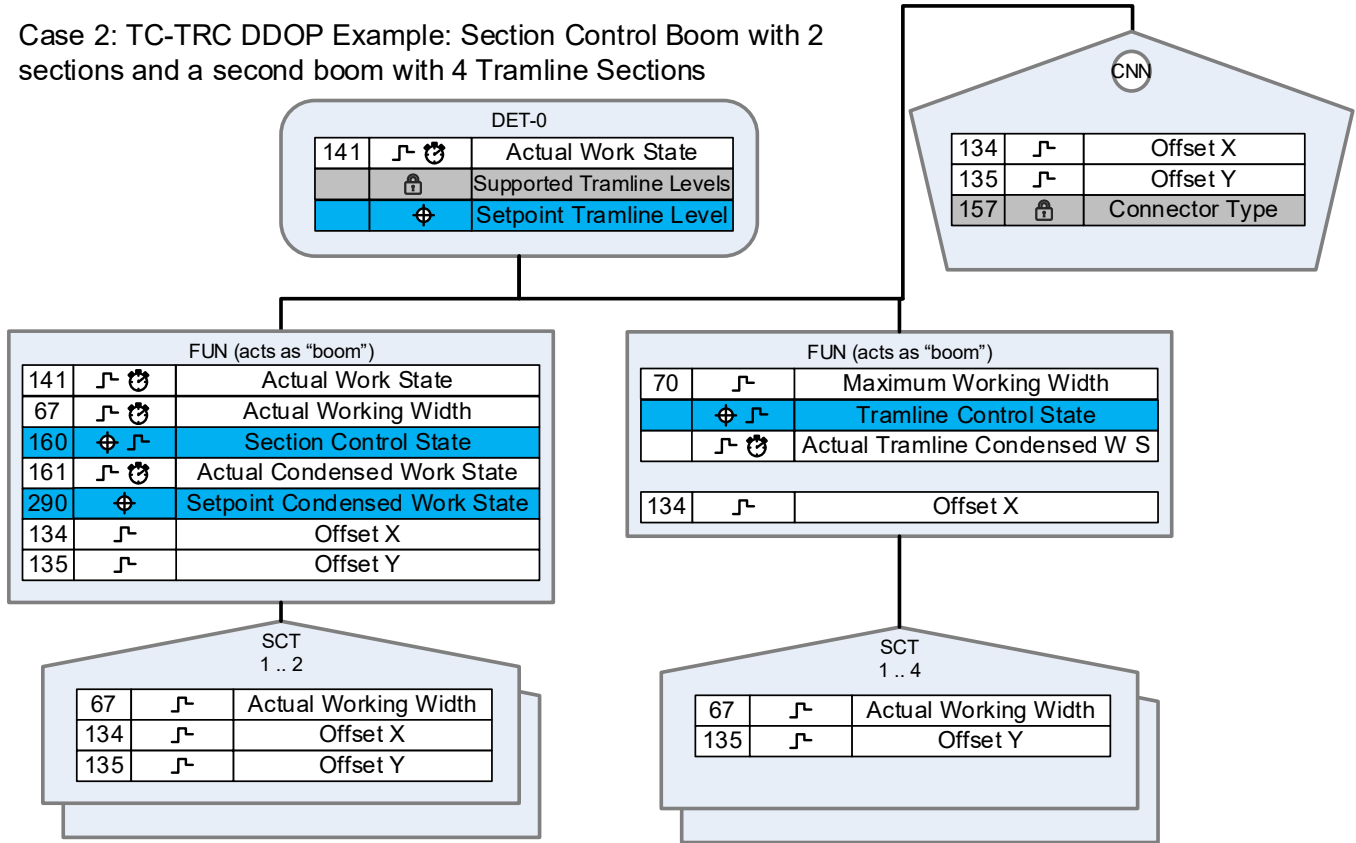 Case 2: TC-TRC DDOP Example: Section Control Boom with 2
sections and a second boom with 4 Tramline Sections
CNN
134 Offset X
135 Offset Y
157 Connector Type
DET-0
141 Actual Work State
Supported Tramline Levels
Setpoint Tramline Level
FUN (acts as “boom”)
141 Actual Work State
67 Actual Working Width
160 Section Control State
161 Actual Condensed Work State
290 Setpoint Condensed Work State
134 Offset X
135 Offset Y
FUN (acts as “boom”)
70 Maximum Working Width
Tramline Control State
Actual Tramline Condensed W S
134 Offset X
SCT
1 .. 2
67 Actual Working Width
134 Offset X
135 Offset Y
SCT
1 .. 4
67 Actual Working Width
135 Offset Y